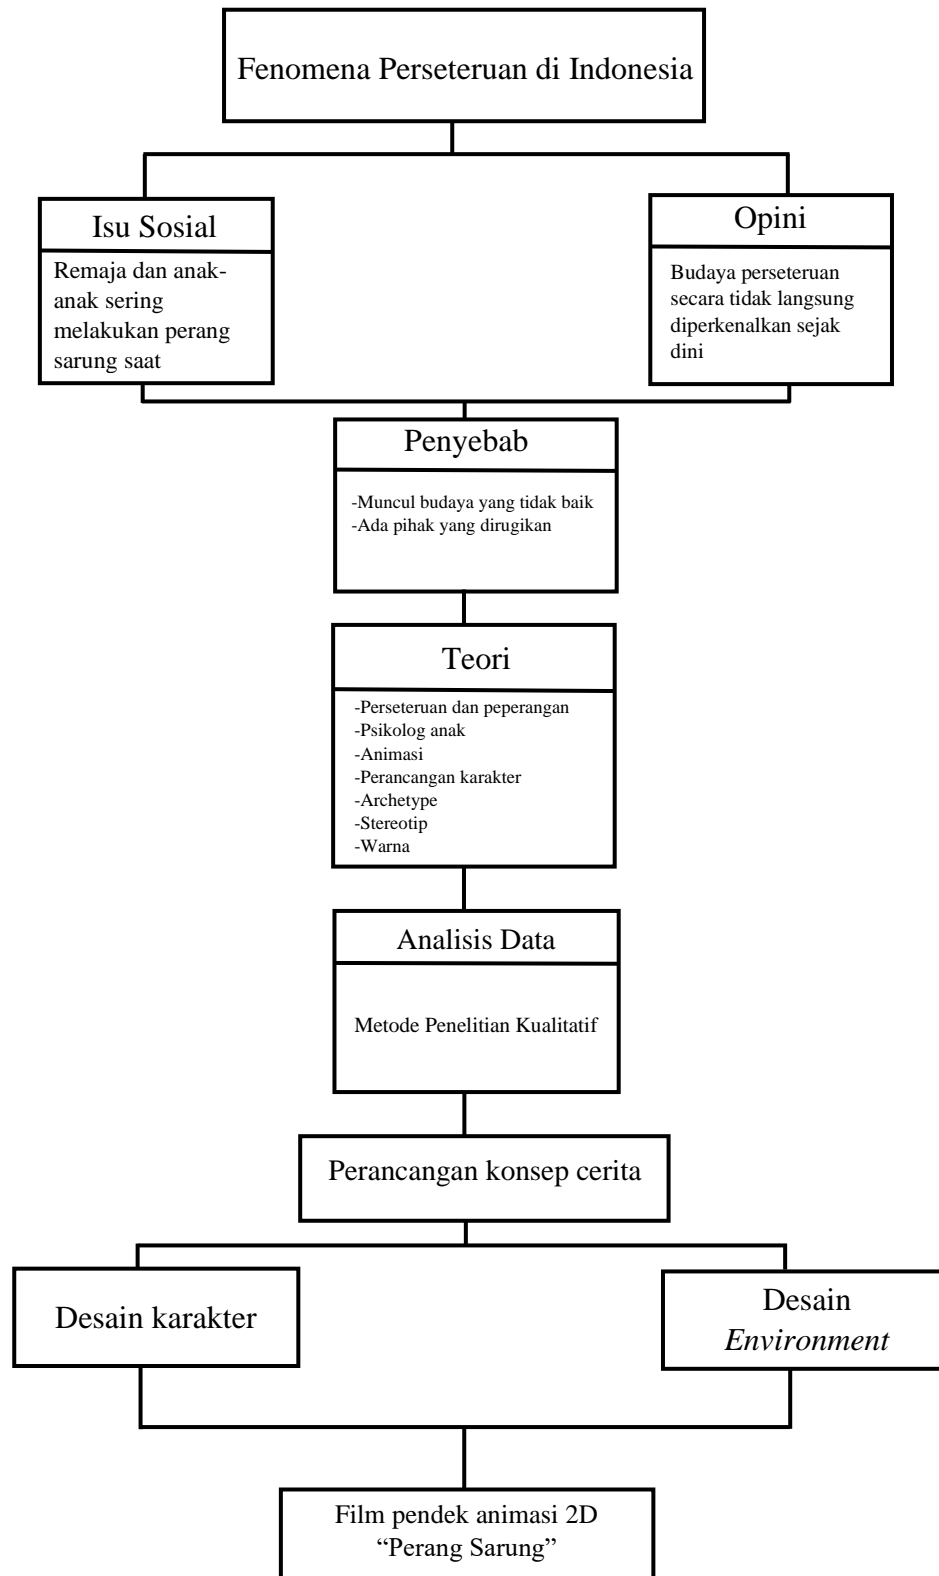 Fenomena Perseteruan di Indonesia
Isu Sosial
Remaja dan anak-
anak sering
melakukan perang
sarung saat
Opini
Budaya perseteruan
secara tidak langsung
diperkenalkan sejak
dini
Penyebab
-Muncul budaya yang tidak baik
-Ada pihak yang dirugikan
Teori
-Perseteruan dan peperangan
-Psikolog anak
-Animasi
-Perancangan karakter
-Archetype
-Stereotip
-Warna
Analisis Data
Metode Penelitian Kualitatif
Perancangan konsep cerita
Desain karakter
Desain
Environment
Film pendek animasi 2D
“Perang Sarung”